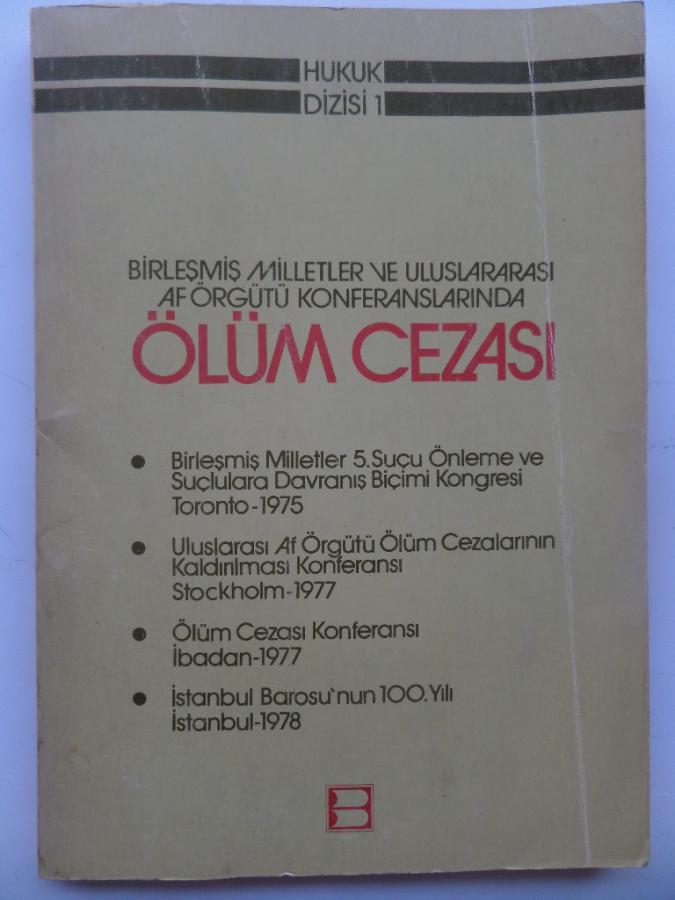 HUKUK
DİZİSİ 1
BİRLEŞMİŞ MİLLETLER VE ULUSLARARASI
AF ÖRGÜTÜ KONFERANSLARINDA
ÖLÜM CEZASI
• Birleşmiş Milletler 5. Suçu Önleme ve
Suçlulara Davranış Biçimi Kongresi
Toronto-1975
• Uluslarası Af Örgütü Ölüm Cezalarının
Kaldırılması Konferansı
Stockholm-1977
• Ölüm Cezası Konferansı
İbadan-1977
• İstanbul Barosu'nun 100. Yılı
İstanbul-1978